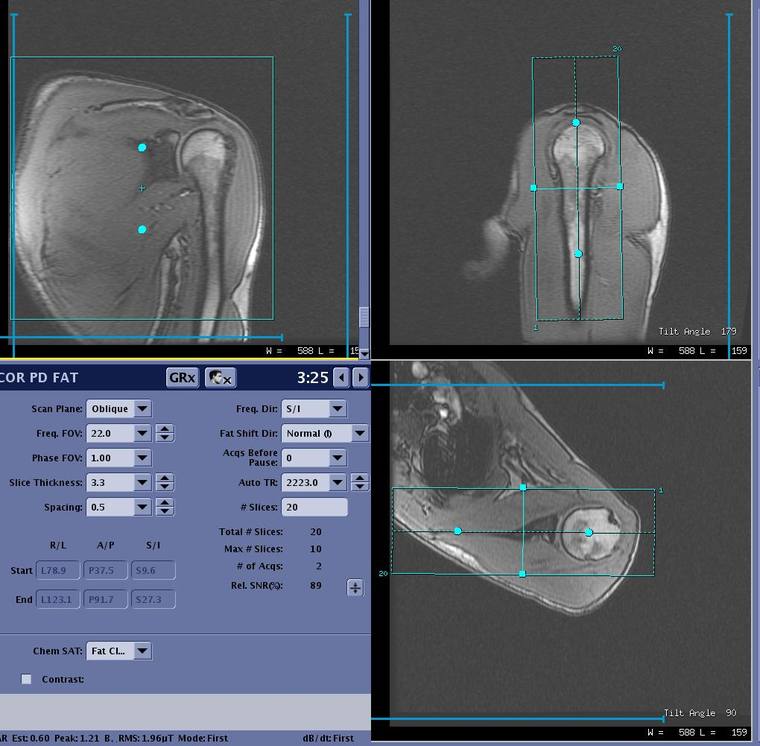 20
1
Tilt Angle 179
W = 588 L = 15
W = 588 L = 159
COR PD FAT
GRx
3:25
Scan Plane: Oblique
Freq. Dir: S/I
Freq. FOV: 22.0
Fat Shift Dir: Normal (I)
Phase FOV: 1.00
Acqs Before Pause: 0
Slice Thickness: 3.3
Auto TR: 2223.0
Spacing: 0.5
# Slices: 20
Total # Slices: 20
Max # Slices: 10
# of Acqs: 2
Rel. SNR(%): 89
R/L A/P S/I
Start L78.9 P37.5 S9.6
End L123.1 P91.7 S27.3
Chem SAT: Fat Cl...
Contrast:
AR Est: 0.60 Peak: 1.21 B₁ RMS: 1.96µT Mode: First dB/dt: First
1
20
Tilt Angle 90
W = 588 L = 159